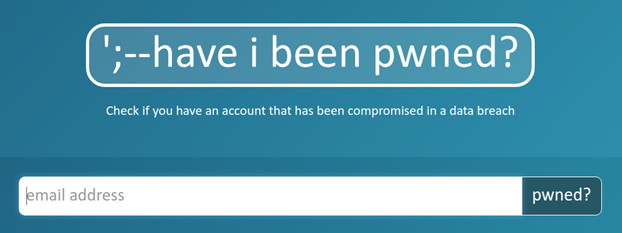 ';--have i been pwned?
Check if you have an account that has been compromised in a data breach
email address
pwned?